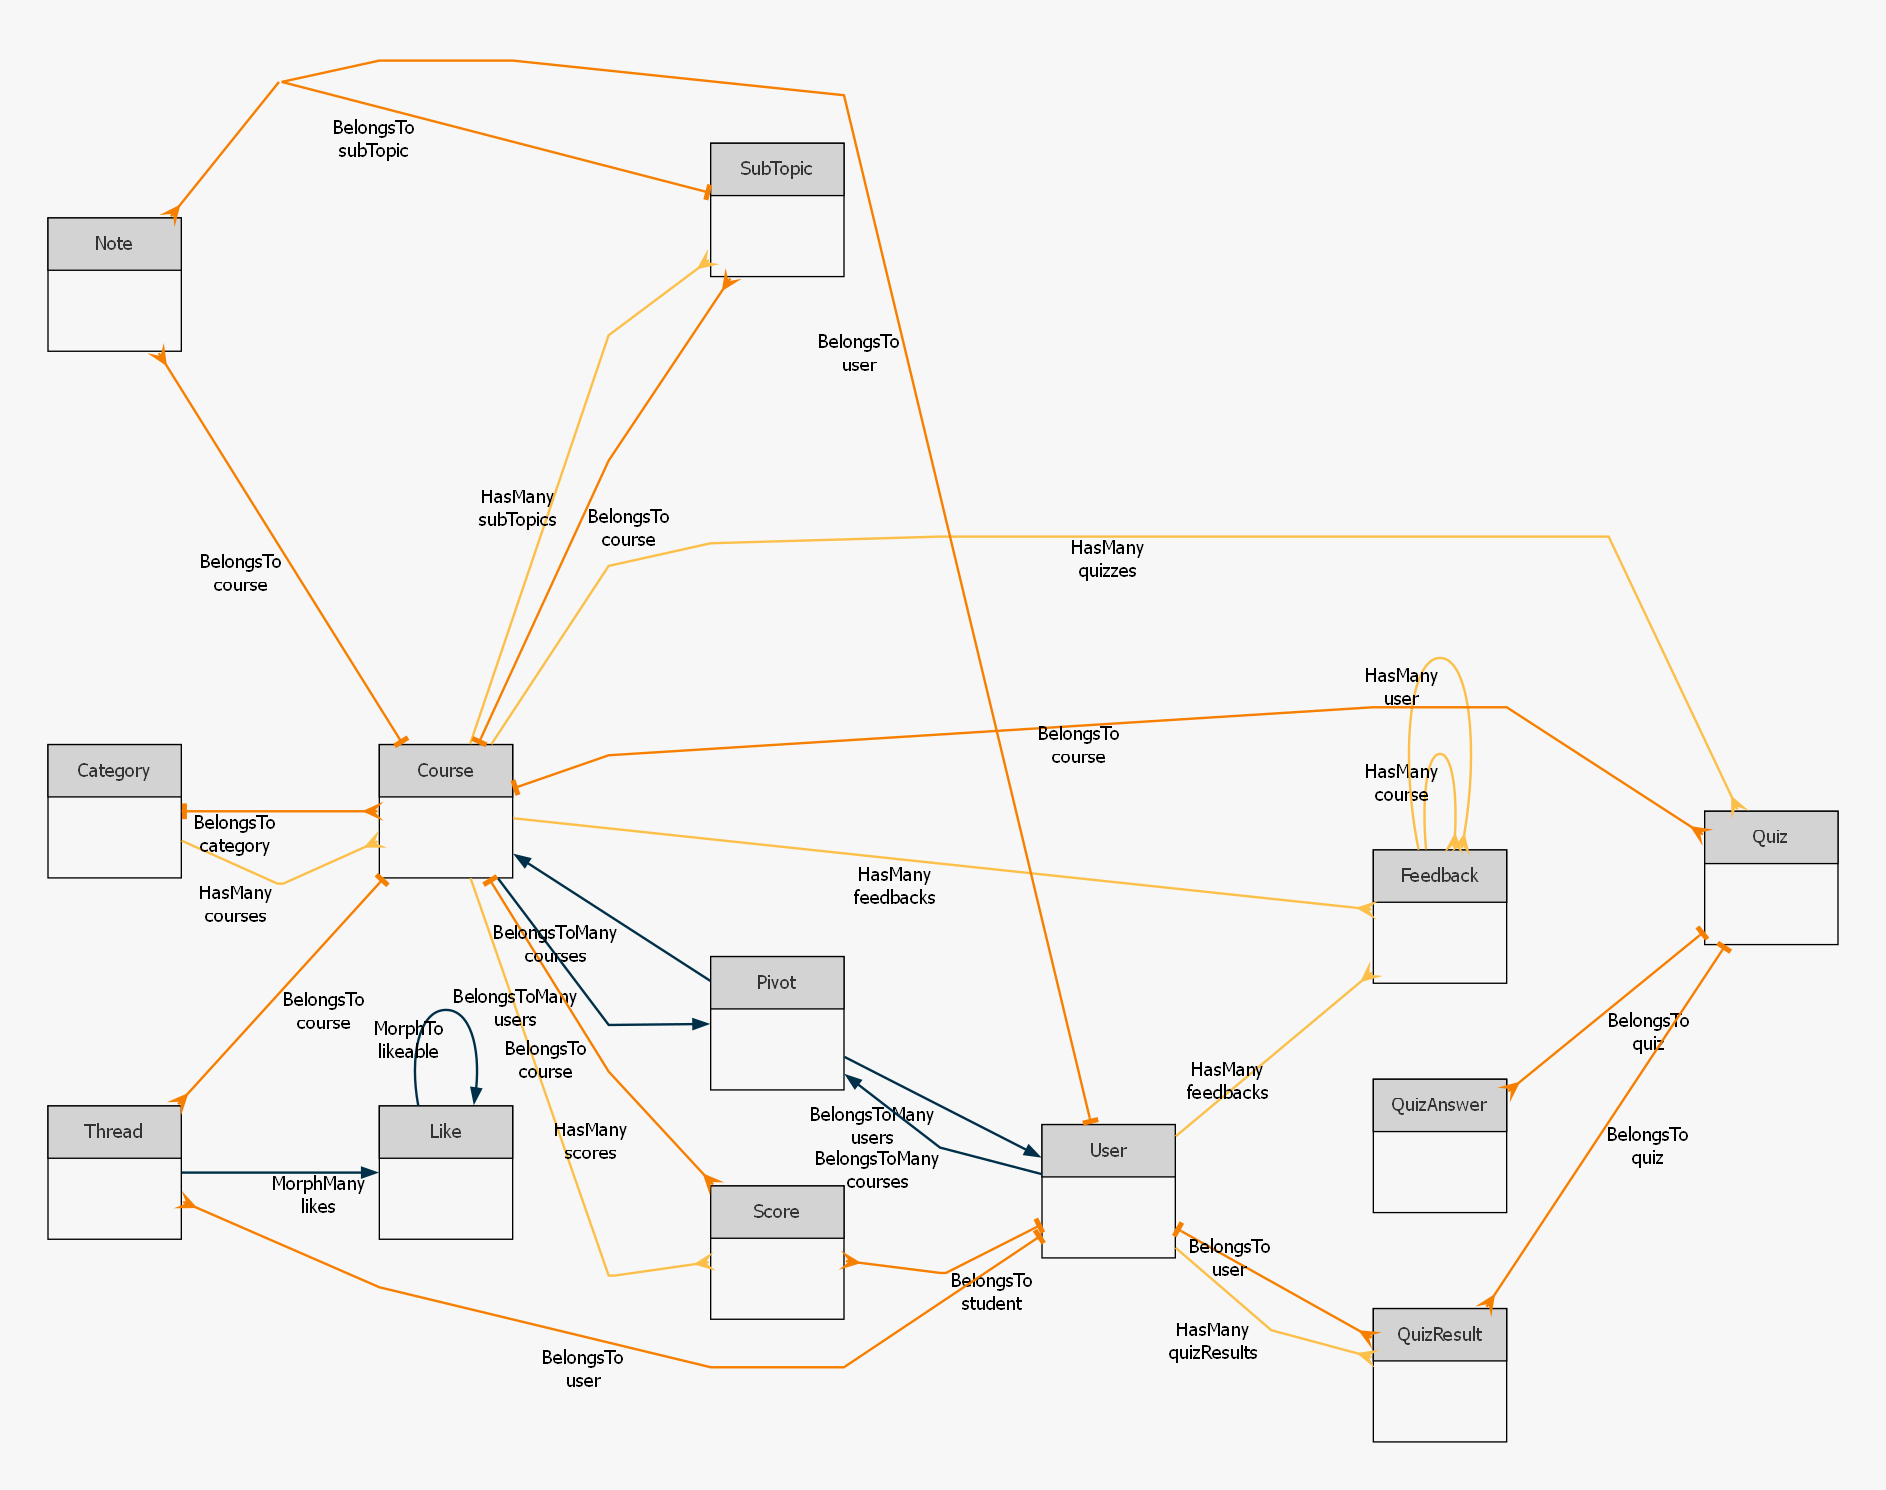 BelongsTo
subTopic
SubTopic
Note
BelongsTo
user
HasMany
subTopics
BelongsTo
course
HasMany
quizzes
BelongsTo
course
HasMany
user
BelongsTo
course
Category
Course
HasMany
course
BelongsTo
category
Quiz
HasMany
courses
HasMany
feedbacks
Feedback
BelongsToMany
courses
Pivot
BelongsTo
course
BelongsToMany
users
MorphTo
likeable
BelongsTo
course
BelongsTo
quiz
HasMany
feedbacks
QuizAnswer
Thread
Like
HasMany
scores
BelongsToMany
users
BelongsToMany
courses
User
BelongsTo
quiz
MorphMany
likes
Score
BelongsTo
user
BelongsTo
student
HasMany
quizResults
QuizResult
BelongsTo
user